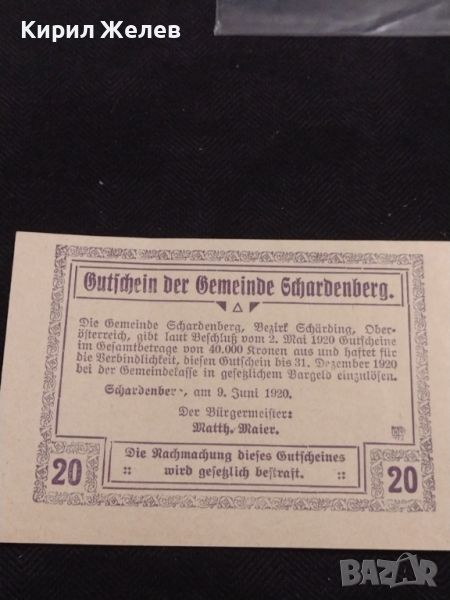 Кирил Желев
Gutschein der Gemeinde Schardenberg.
Die Gemeinde Schardenberg, Bezirk Schärding, Ober-
österreich, gibt laut Beschluß vom 2. Mai 1920 Gutscheine
im Gesamtbetrage von 40.000 Kronen aus und haftet für
die Verbindlichkeit, diesen Gutschein bis 31. Dezember 1920
bei der Gemeindekasse in gesetzlichem Bargeld einzulösen.
Schardenberg, am 9. Juni 1920.
Der Bürgermeister:
Matth. Maier.
Die Nachmachung dieses Gutscheines
20 :: wird gesetzlich bestraft. :: 20
BAZAR